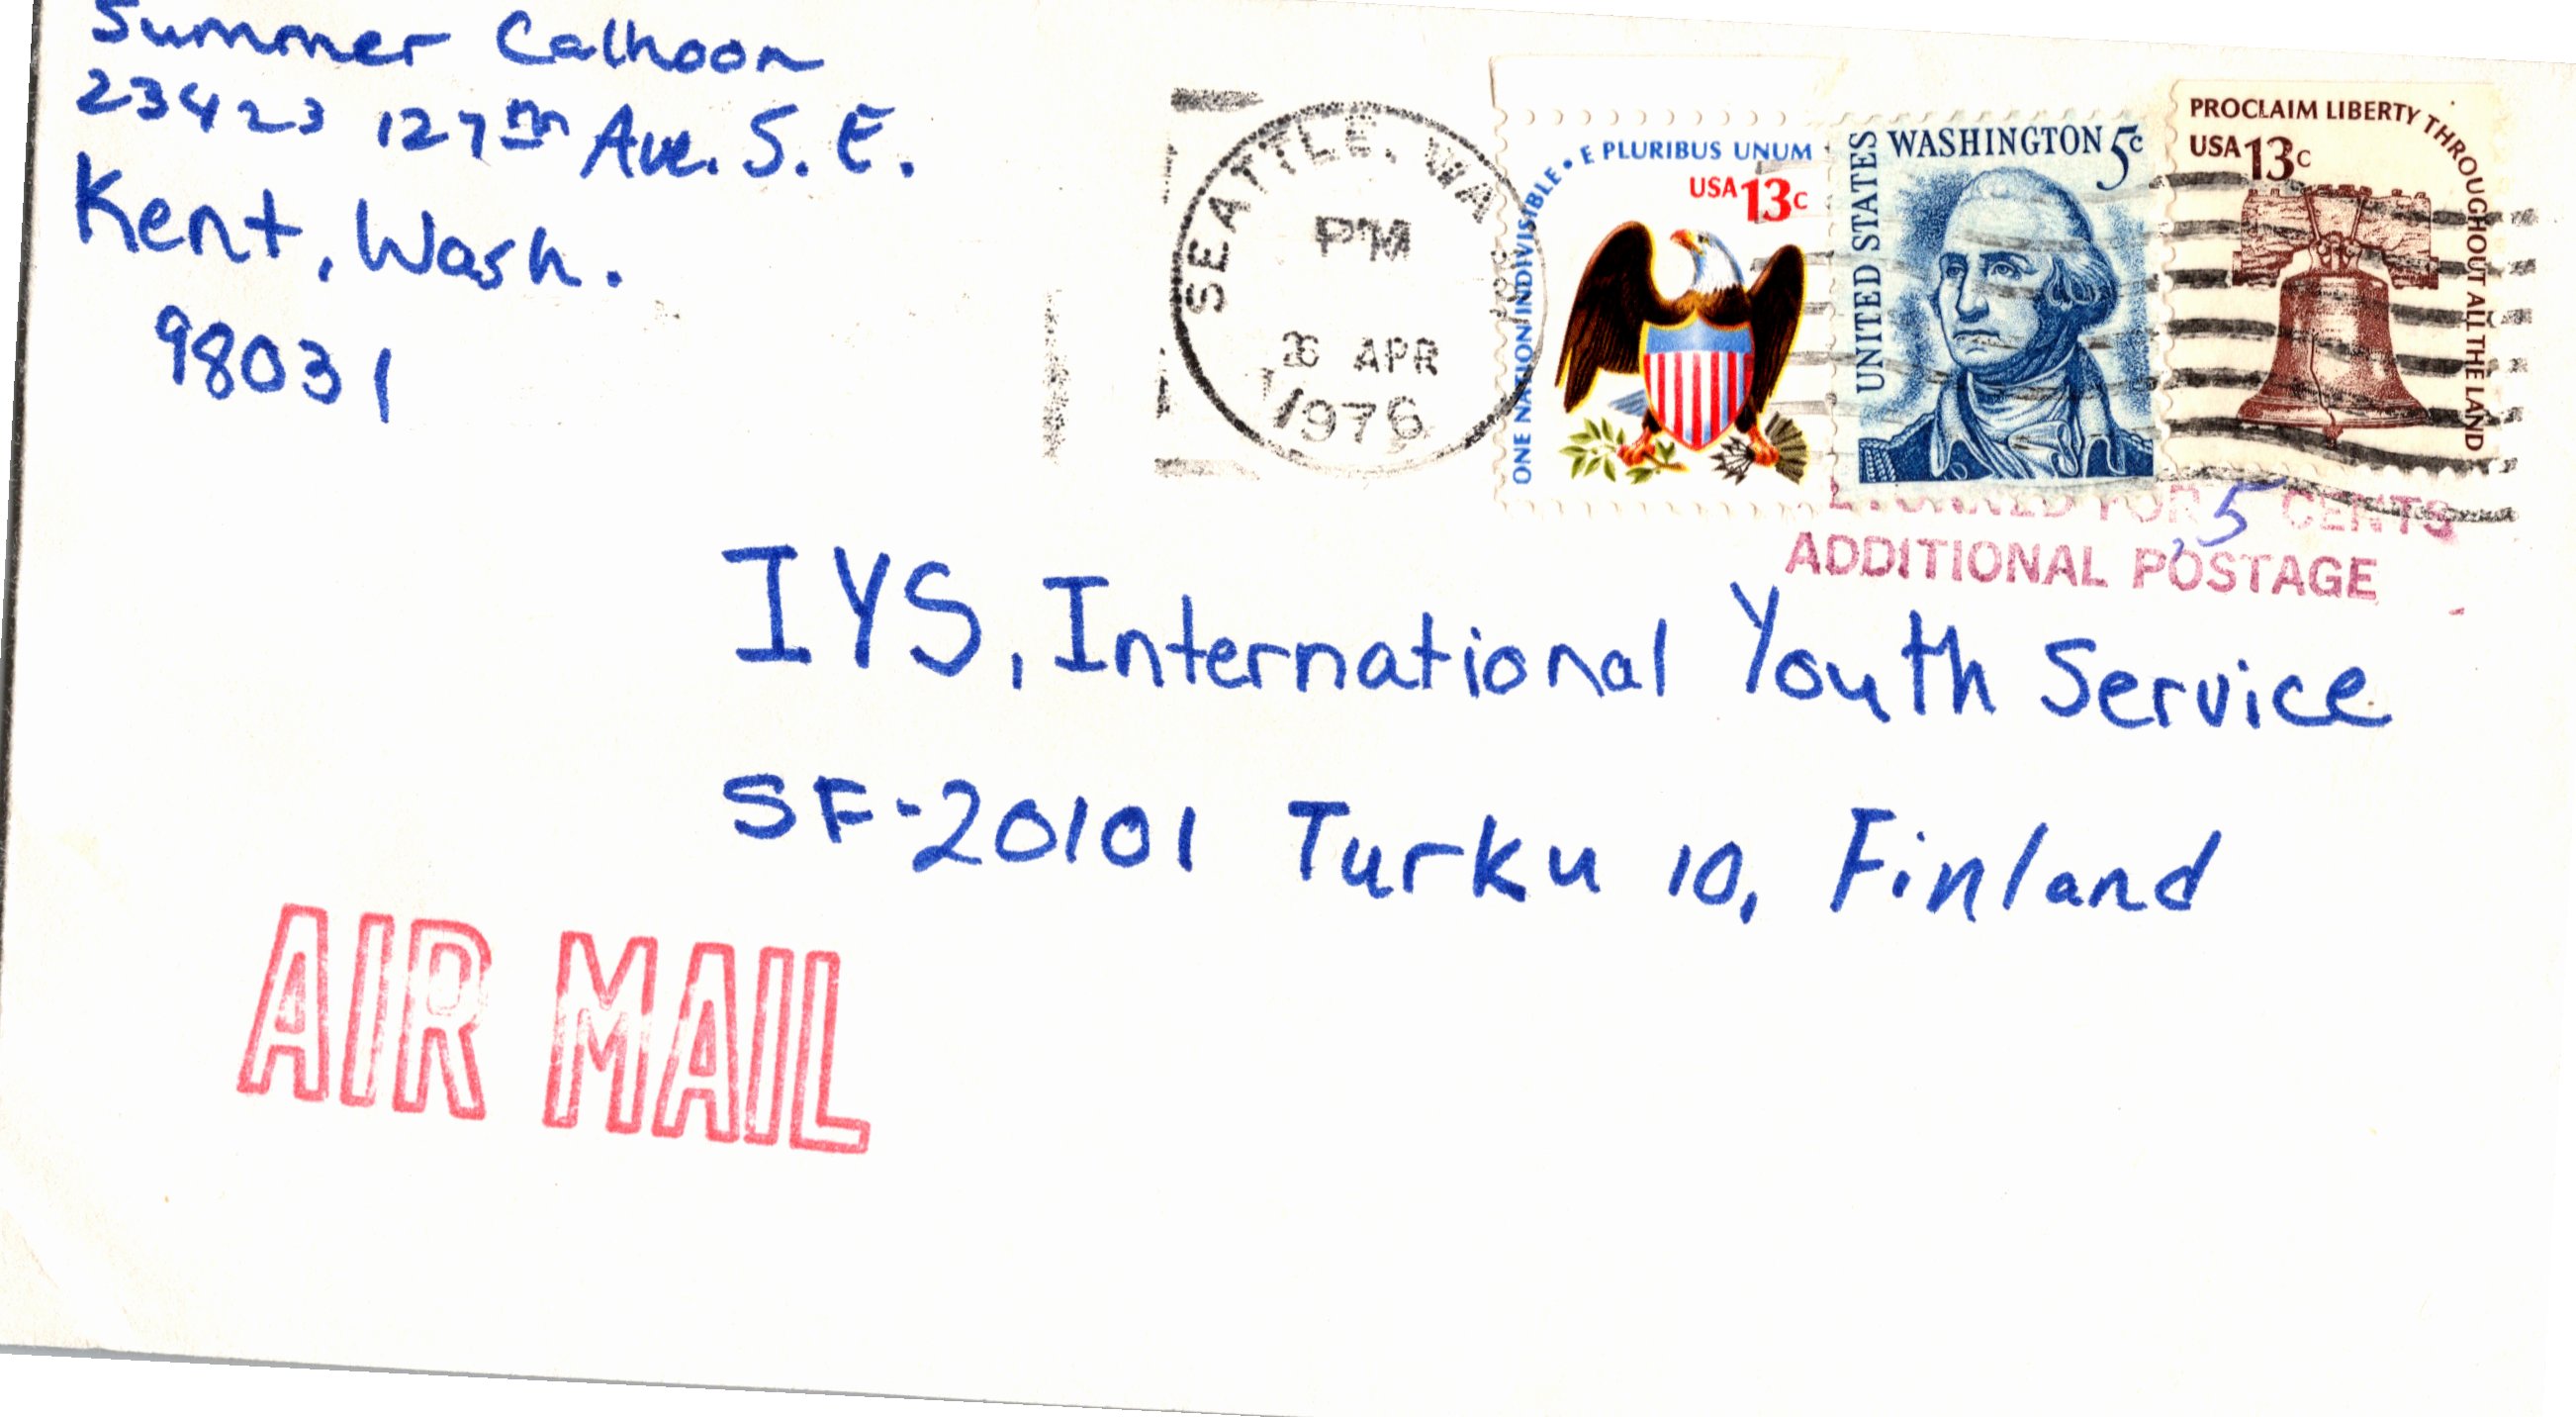 Summer Calhoon
23423 127th Ave. S. E.
Kent, Wash.
98031
SEATTLE, WA
PM
26 APR
1976
ONE NATION INDIVISIBLE • E PLURIBUS UNUM
USA 13c
UNITED STATES
WASHINGTON 5c
PROCLAIM LIBERTY THROUGHOUT ALL THE LAND
USA 13c
FOR 5 CENTS
ADDITIONAL POSTAGE
IYS, International Youth Service
SF-20101 Turku 10, Finland
AIR MAIL